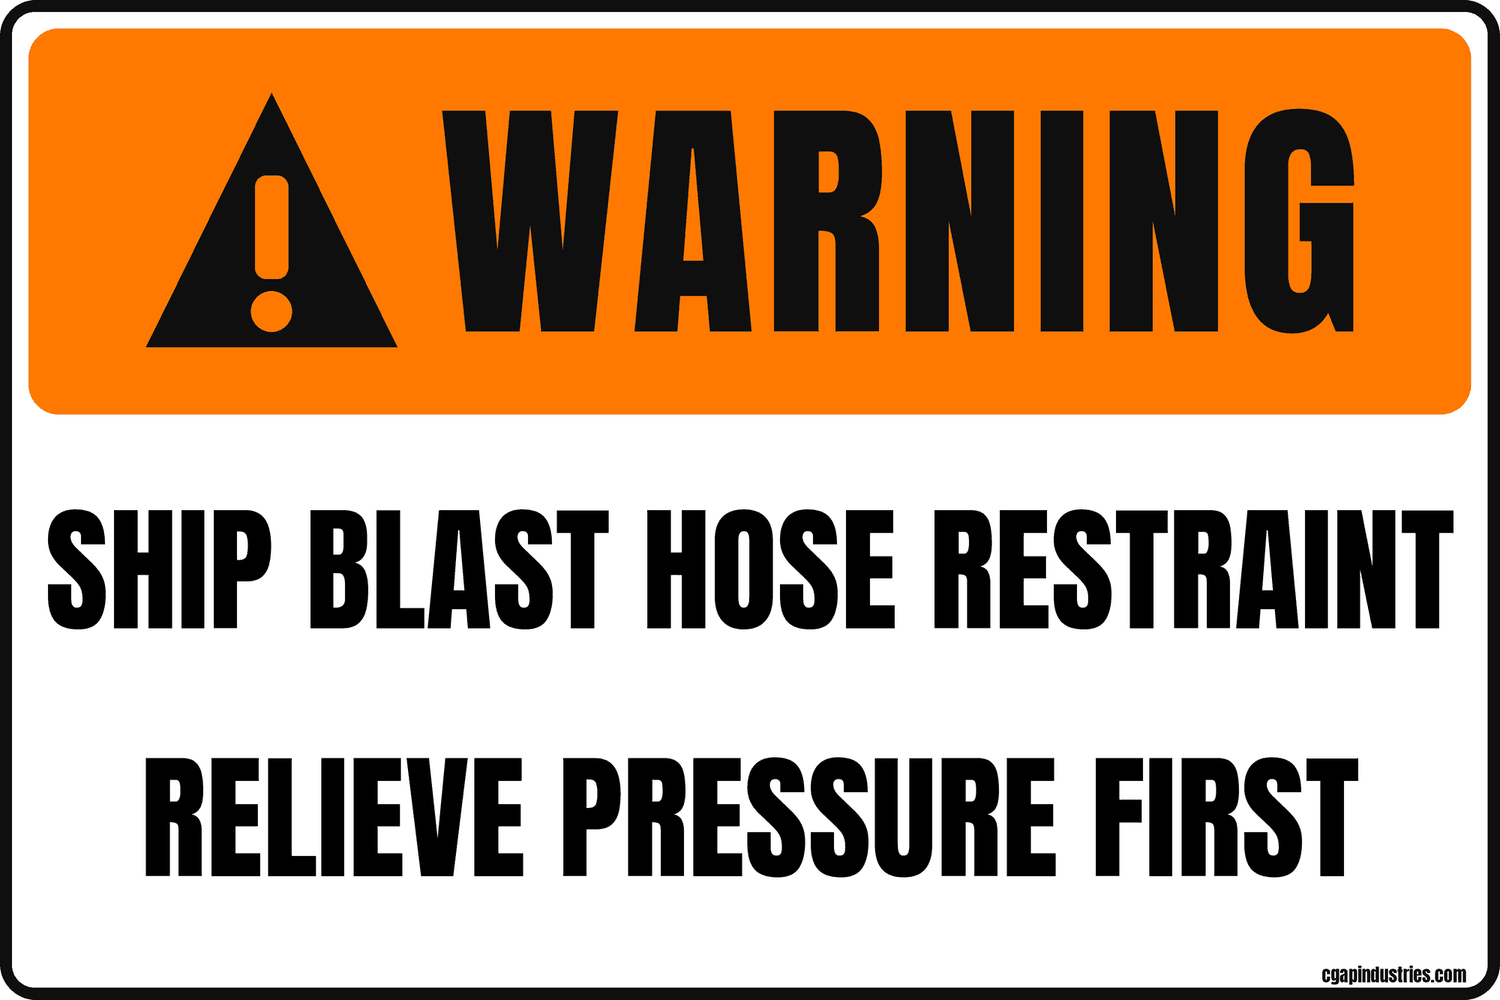 WARNING
SHIP BLAST HOSE RESTRAINT
RELIEVE PRESSURE FIRST
cgapindustries.com